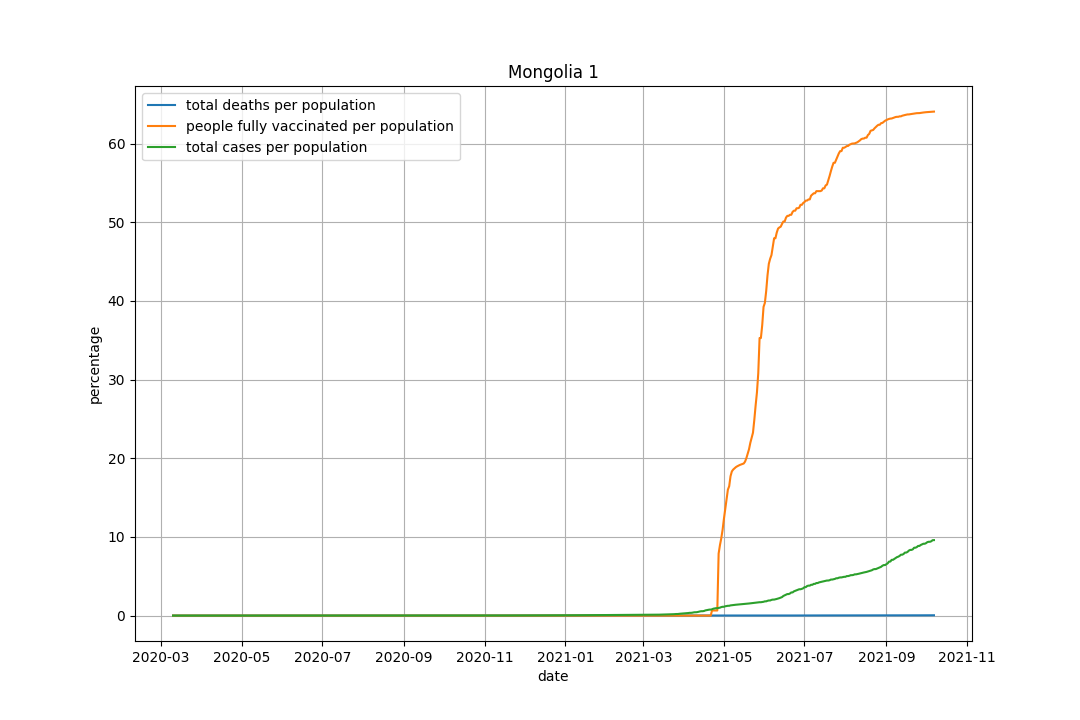 Mongolia 1
total deaths per population
people fully vaccinated per population
total cases per population
60
50
40
30
20
10
0
percentage
2020-03 2020-05 2020-07 2020-09 2020-11 2021-01 2021-03 2021-05 2021-07 2021-09 2021-11
date